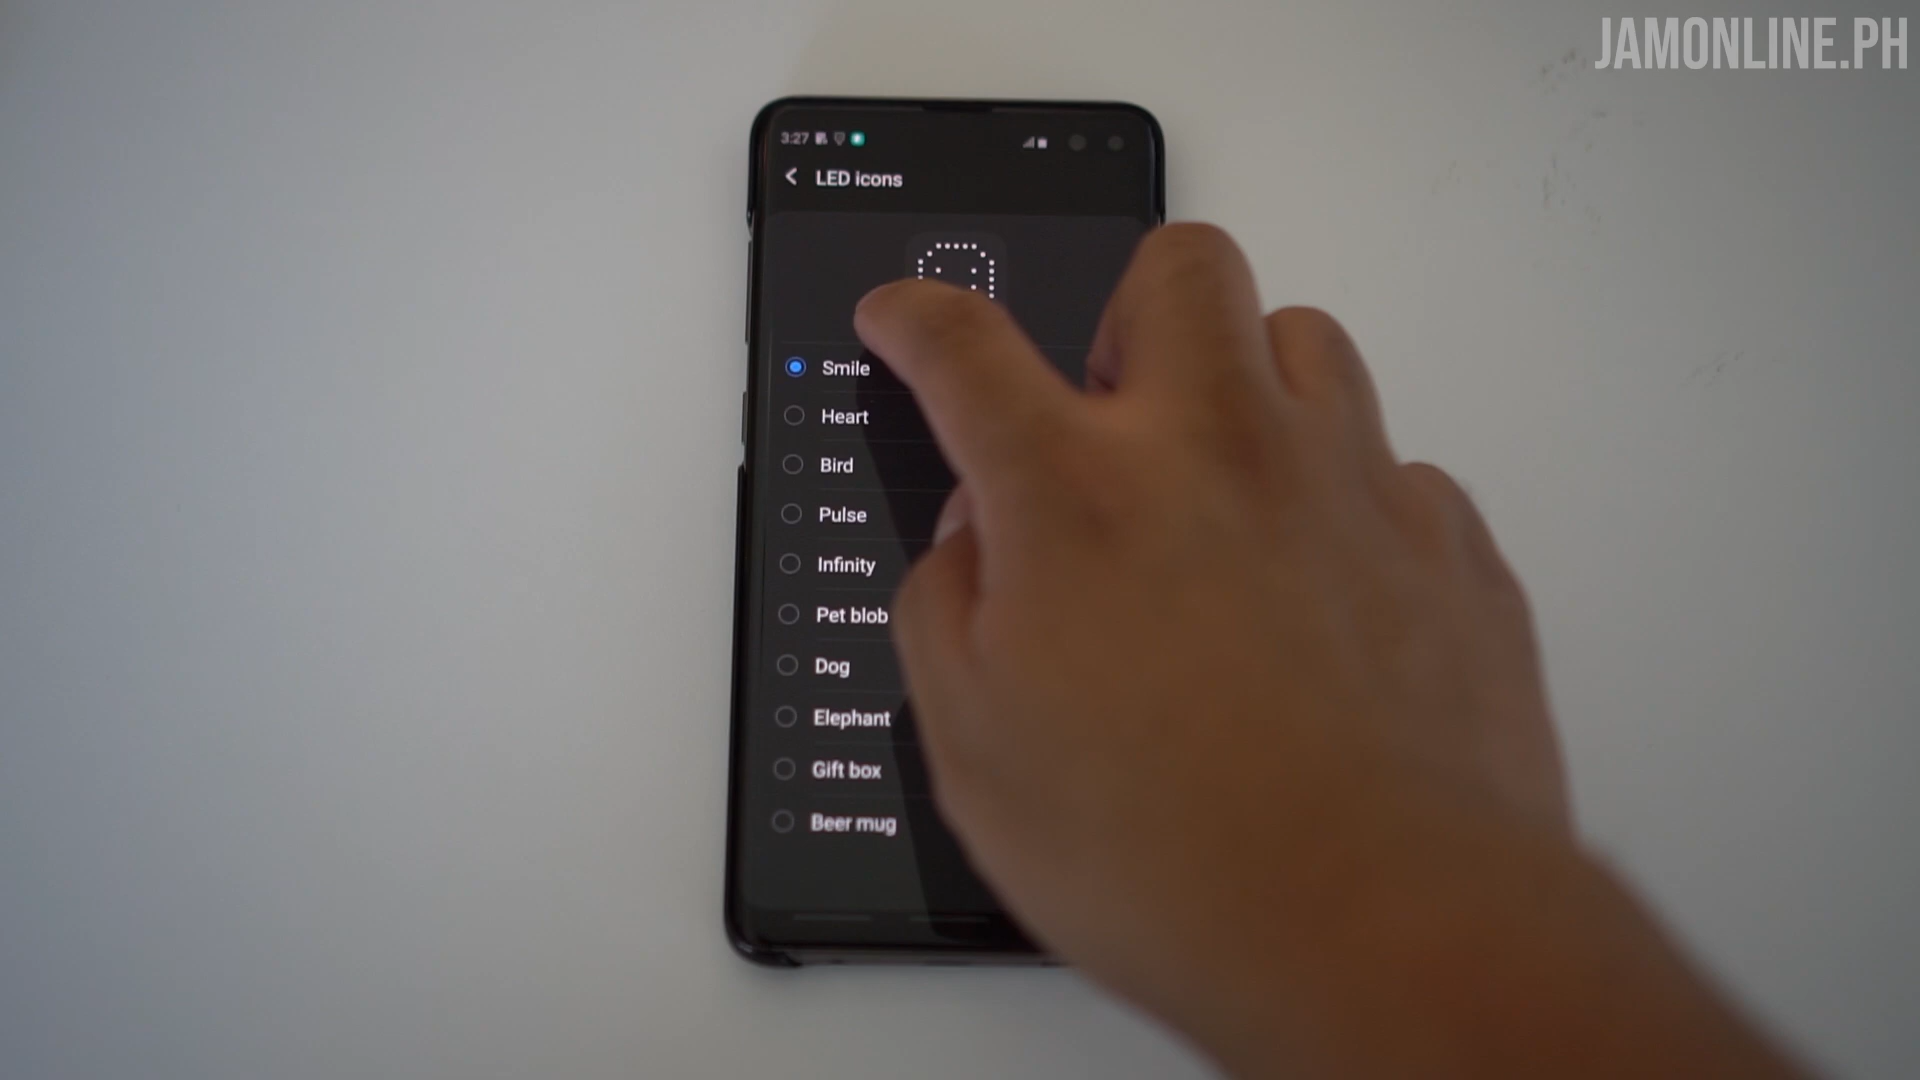 JAMONLINE.PH
3:27
LED icons
Smile
Heart
Bird
Pulse
Infinity
Pet blob
Dog
Elephant
Gift box
Beer mug